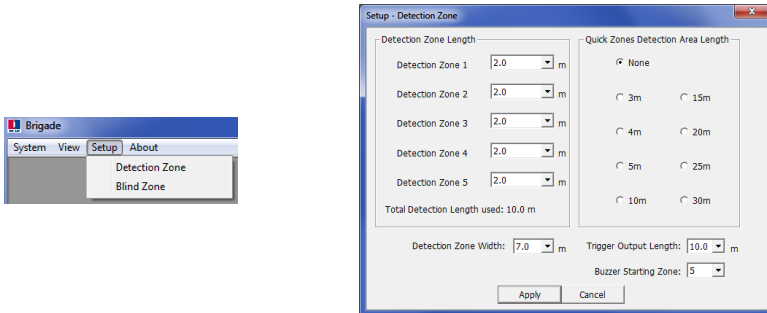 Brigade
System View Setup About
Detection Zone
Blind Zone
Setup - Detection Zone
Detection Zone Length
Detection Zone 1 2.0 m
Detection Zone 2 2.0 m
Detection Zone 3 2.0 m
Detection Zone 4 2.0 m
Detection Zone 5 2.0 m
Total Detection Length used: 10.0 m
Quick Zones Detection Area Length
None
3m 15m
4m 20m
5m 25m
10m 30m
Detection Zone Width: 7.0 m
Trigger Output Length: 10.0 m
Buzzer Starting Zone: 5
Apply Cancel